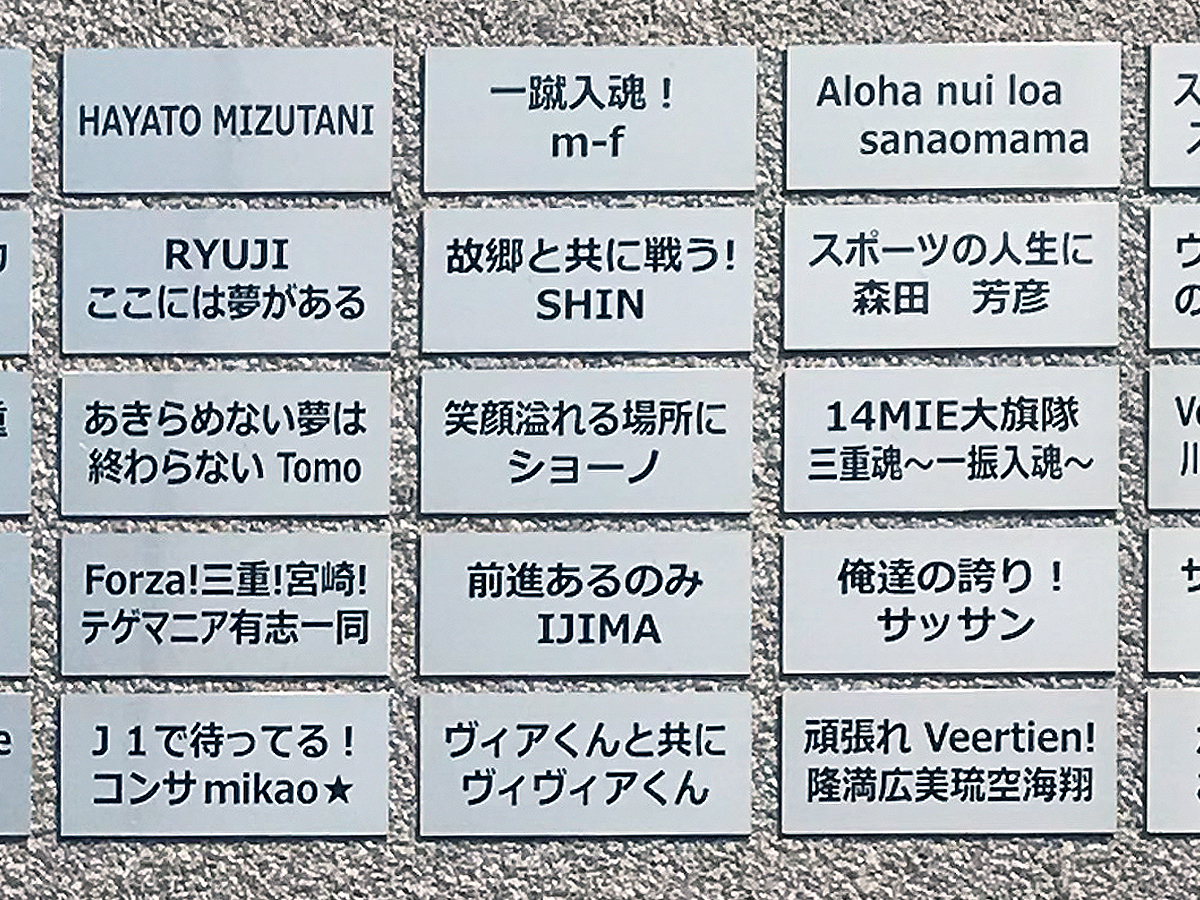 HAYATO MIZUTANI
一蹴入魂！
m-f
Aloha nui loa
sanaomama
RYUJI
ここには夢がある
故郷と共に戦う!
SHIN
スポーツの人生に
森田　芳彦
あきらめない夢は
終わらない Tomo
笑顔溢れる場所に
ショーノ
14MIE大旗隊
三重魂～一振入魂～
Forza!三重!宮崎!
テゲマニア有志一同
前進あるのみ
IJIMA
俺達の誇り！
サッサン
Ｊ１で待ってる！
コンサmikao★
ヴィアくんと共に
ヴィヴィアくん
頑張れ Veertien!
隆満広美琉空海翔